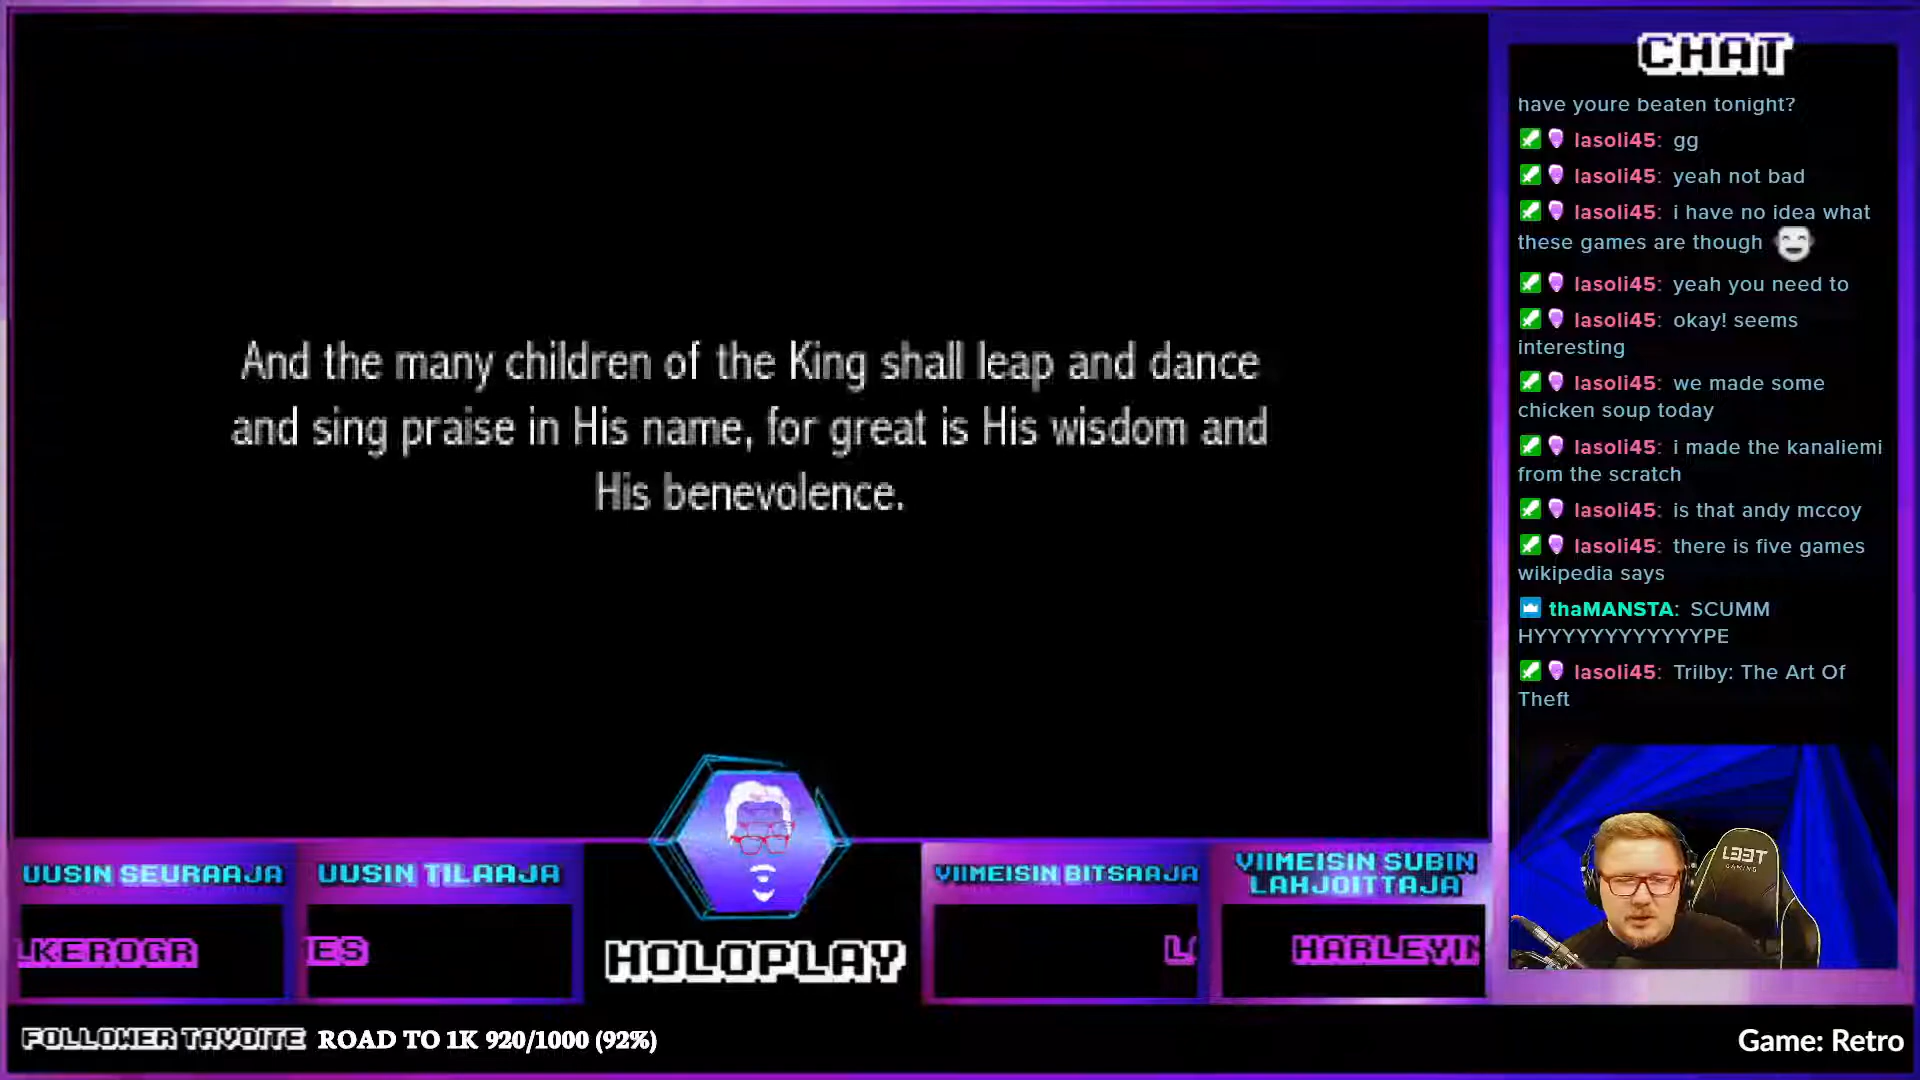 CHAT
have youre beaten tonight?
lasoli45: gg
lasoli45: yeah not bad
lasoli45: i have no idea what
these games are though
lasoli45: yeah you need to
lasoli45: okay! seems
interesting
lasoli45: we made some
chicken soup today
lasoli45: i made the kanaliemi
from the scratch
lasoli45: is that andy mccoy
lasoli45: there is five games
wikipedia says
thaMANSTA: SCUMM
HYYYYYYYYYYYYPE
lasoli45: Trilby: The Art Of
Theft
And the many children of the King shall leap and dance
and sing praise in His name, for great is His wisdom and
His benevolence.
UUSIN SEURAAJA
LKEROGR
UUSIN TILAAJA
IES
HOLOPLAY
VIIMEISIN BITSAAJA
VIIMEISIN SUBIN
LAHJOITTAJA
HARLEYIN
L33T
GAMING
FOLLOWER TAVOITE ROAD TO 1K 920/1000 (92%)
Game: Retro